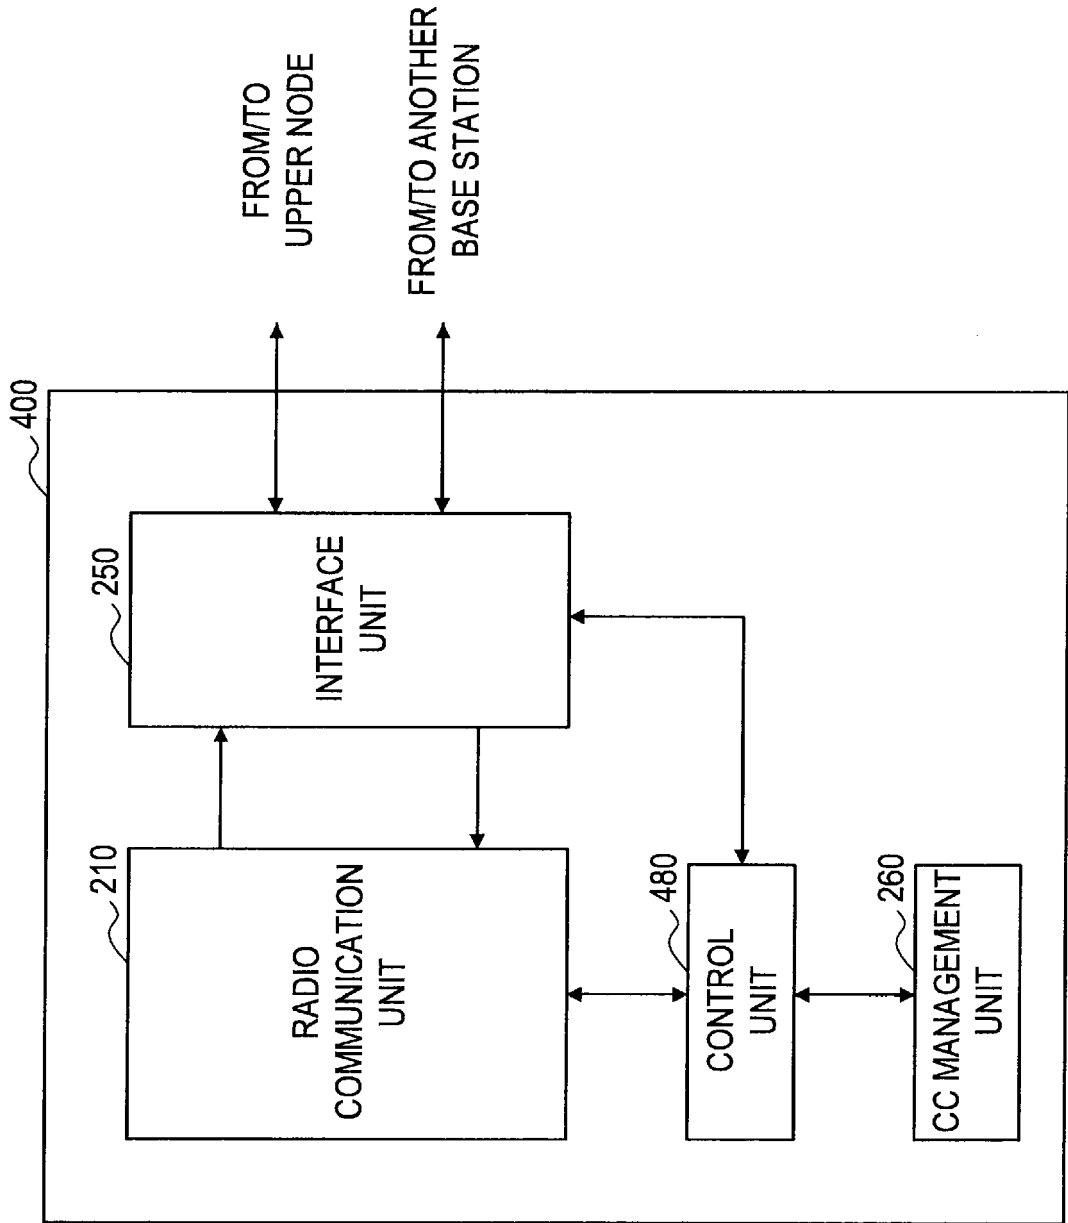 400
210
RADIO
COMMUNICATION
UNIT
250
INTERFACE
UNIT
FROM/TO
UPPER NODE
FROM/TO ANOTHER
BASE STATION
480
CONTROL
UNIT
260
CC MANAGEMENT
UNIT